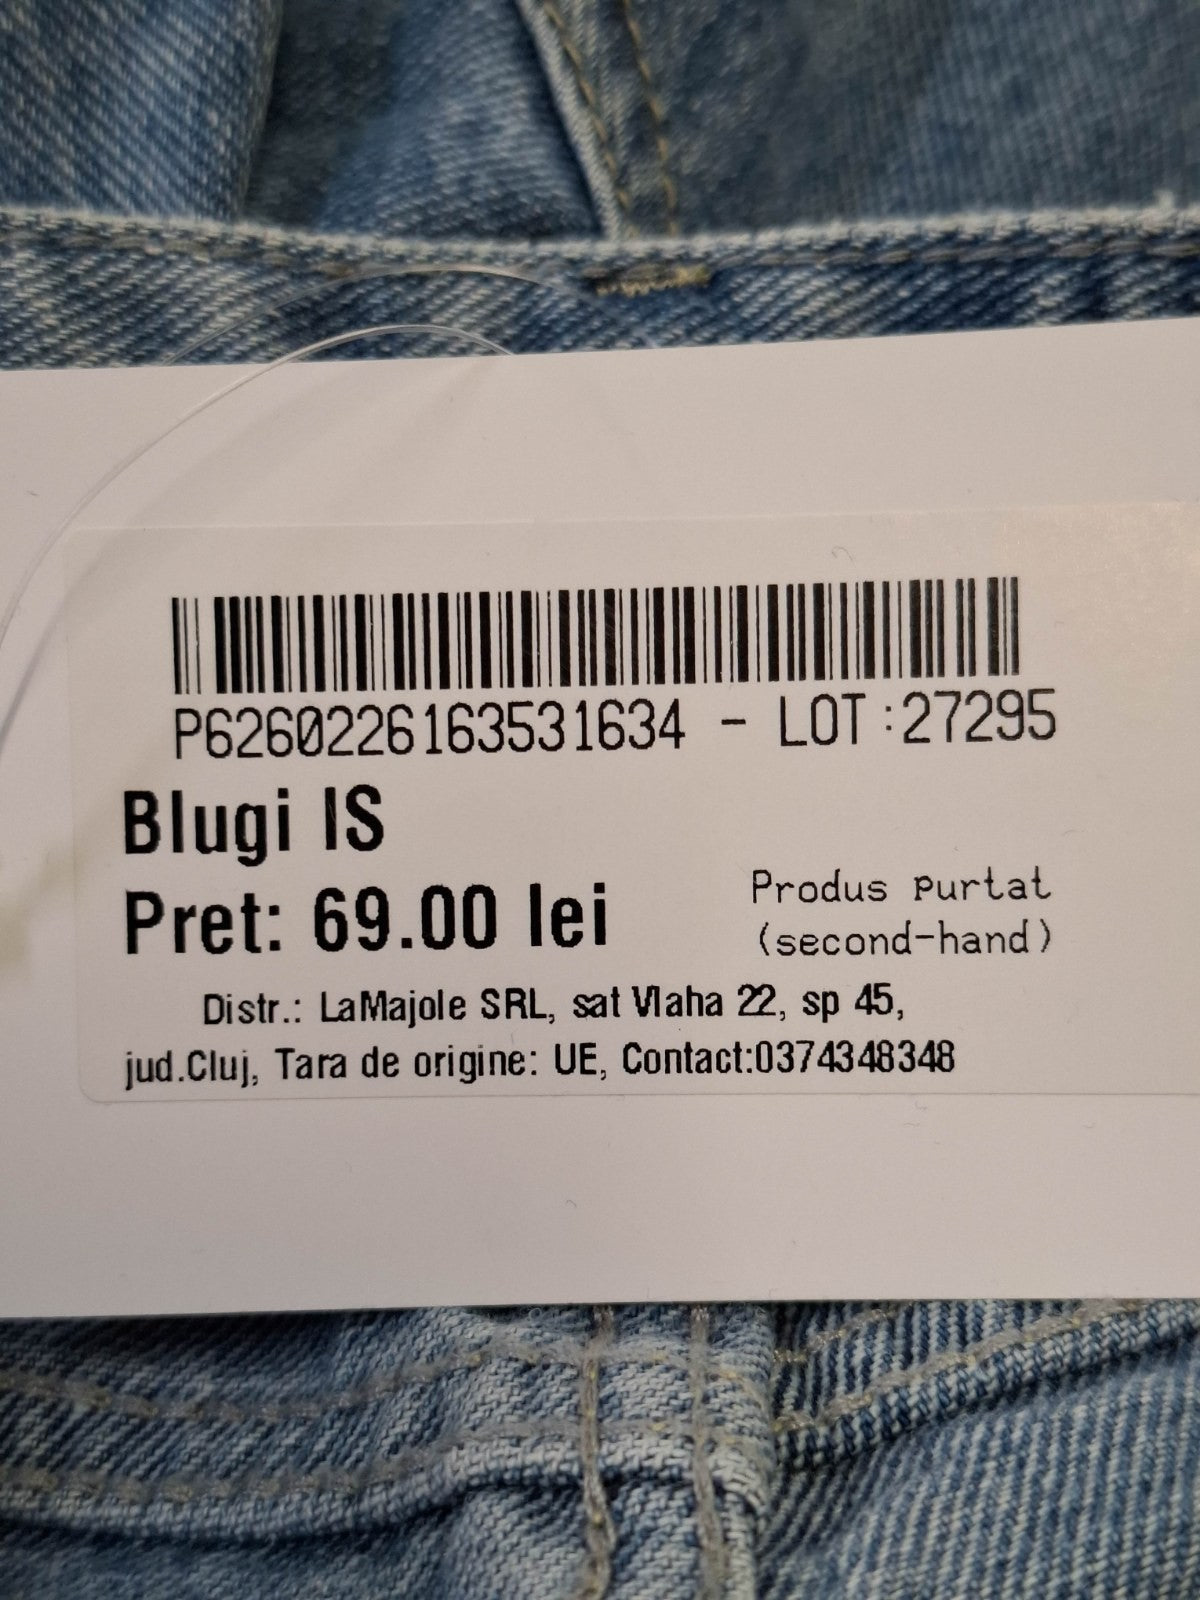 P6260226163531634 - LOT:27295
Blugi IS
Pret: 69.00 lei
Produs purtat
(second-hand)
Distr.: LaMajole SRL, sat Vlaha 22, sp 45,
jud.Cluj, Tara de origine: UE, Contact:0374348348